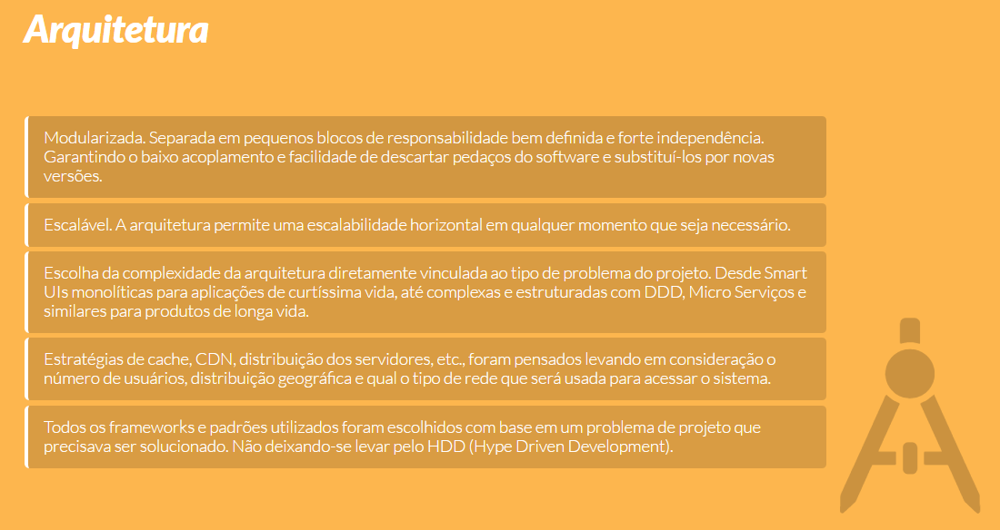 Arquitetura
Modularizada. Separada em pequenos blocos de responsabilidade bem definida e forte independência.
Garantindo o baixo acoplamento e facilidade de descartar pedaços do software e substituí-los por novas
versões.
Escalável. A arquitetura permite uma escalabilidade horizontal em qualquer momento que seja necessário.
Escolha da complexidade da arquitetura diretamente vinculada ao tipo de problema do projeto. Desde Smart
UIs monolíticas para aplicações de curtíssima vida, até complexas e estruturadas com DDD, Micro Serviços e
similares para produtos de longa vida.
Estratégias de cache, CDN, distribuição dos servidores, etc., foram pensados levando em consideração o
número de usuários, distribuição geográfica e qual o tipo de rede que será usada para acessar o sistema.
Todos os frameworks e padrões utilizados foram escolhidos com base em um problema de projeto que
precisava ser solucionado. Não deixando-se levar pelo HDD (Hype Driven Development).